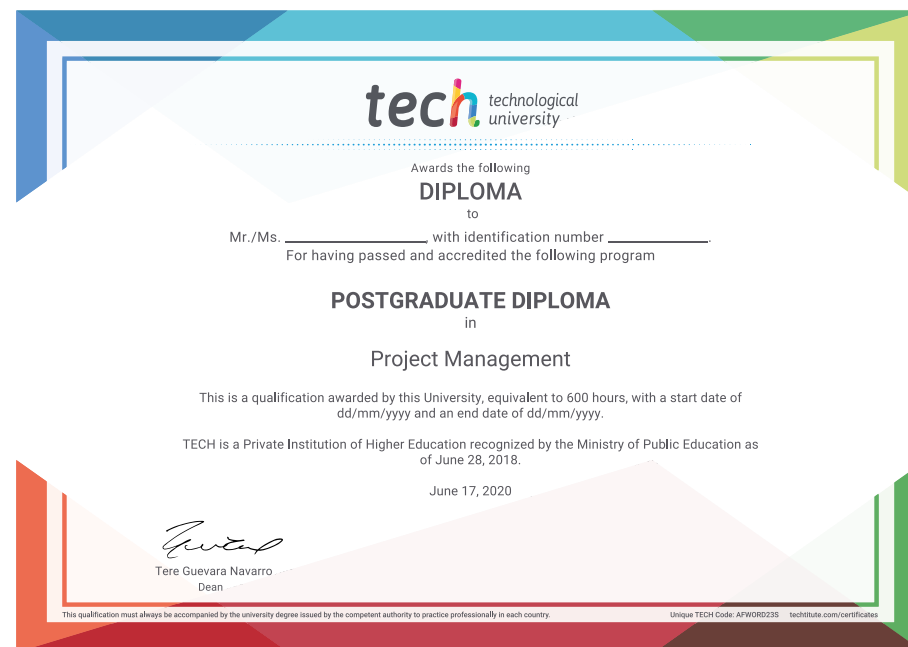 tech technological
university
Awards the following
DIPLOMA
to
Mr./Ms. ____________________, with identification number ______________.
For having passed and accredited the following program
POSTGRADUATE DIPLOMA
in
Project Management
This is a qualification awarded by this University, equivalent to 600 hours, with a start date of
dd/mm/yyyy and an end date of dd/mm/yyyy.
TECH is a Private Institution of Higher Education recognized by the Ministry of Public Education as
of June 28, 2018.
June 17, 2020
Tere Guevara Navarro
Dean
This qualification must always be accompanied by the university degree issued by the competent authority to practice professionally in each country. Unique TECH Code: AFWORD23S techtitute.com/certificates